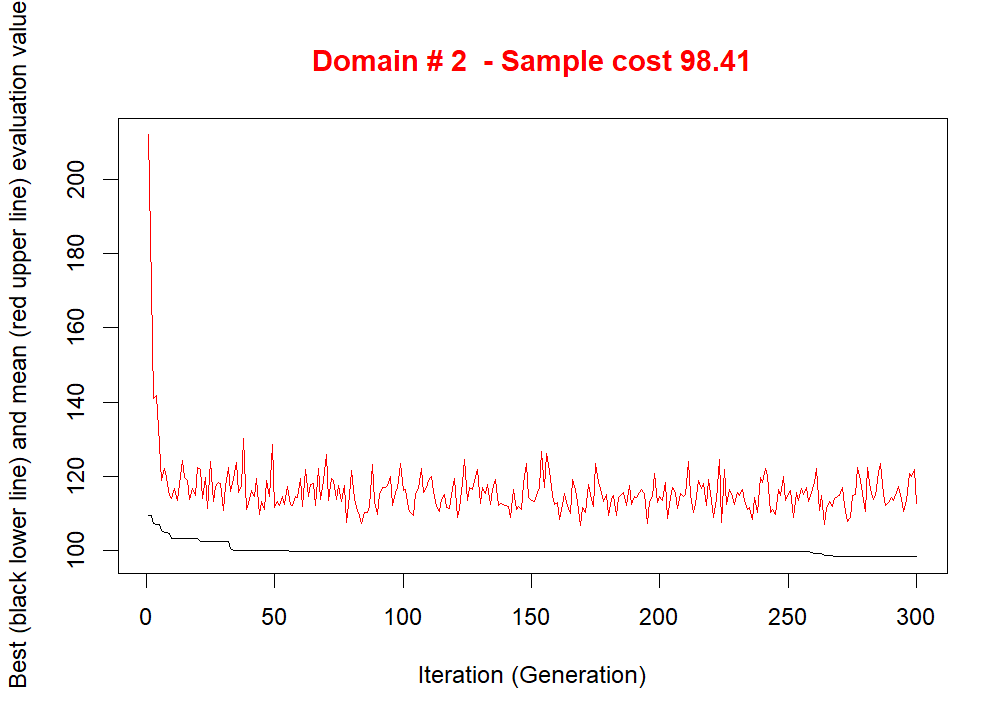 Domain # 2  - Sample cost 98.41
Best (black lower line) and mean (red upper line) evaluation value
200
180
160
140
120
100
0 50 100 150 200 250 300
Iteration (Generation)